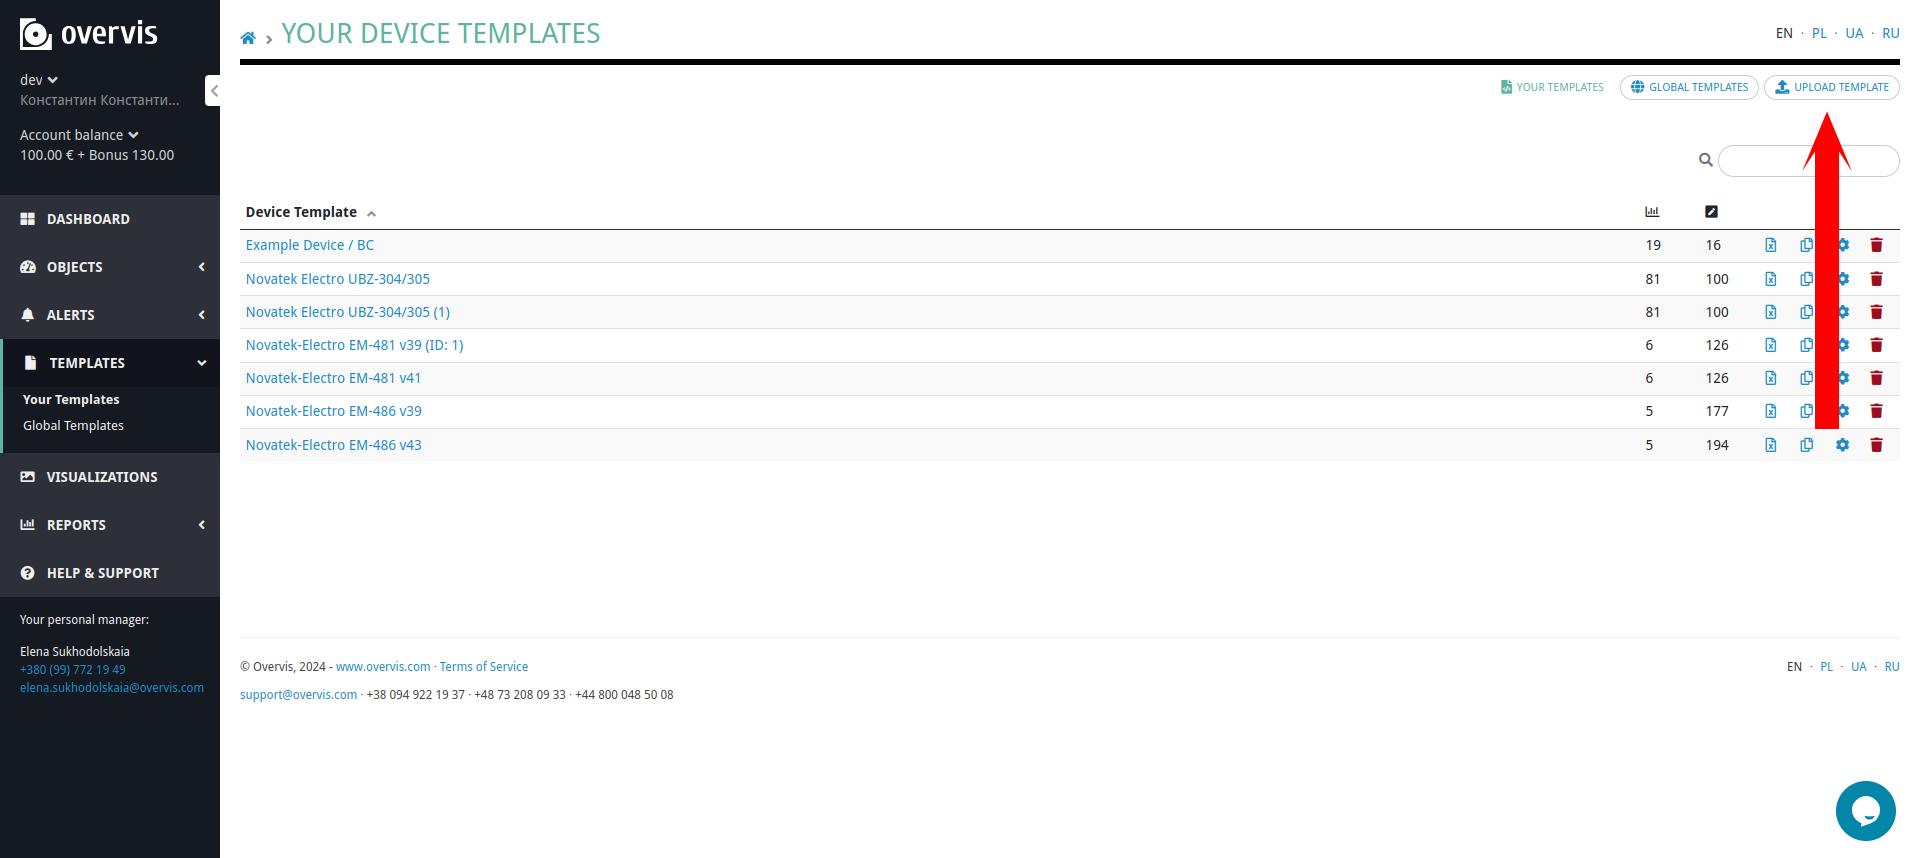 overvis
dev
Константин Константи...
Account balance
100.00 € + Bonus 130.00
DASHBOARD
OBJECTS
ALERTS
TEMPLATES
Your Templates
Global Templates
VISUALIZATIONS
REPORTS
HELP & SUPPORT
Your personal manager:
Elena Sukhodolskaia
+380 (99) 772 19 49
elena.sukhodolskaia@overvis.com
YOUR DEVICE TEMPLATES
EN · PL · UA · RU
YOUR TEMPLATES GLOBAL TEMPLATES UPLOAD TEMPLATE
Device Template
Example Device / BC 19 16
Novatek Electro UBZ-304/305 81 100
Novatek Electro UBZ-304/305 (1) 81 100
Novatek-Electro EM-481 v39 (ID: 1) 6 126
Novatek-Electro EM-481 v41 6 126
Novatek-Electro EM-486 v39 5 177
Novatek-Electro EM-486 v43 5 194
© Overvis, 2024 - www.overvis.com · Terms of Service
EN · PL · UA · RU
support@overvis.com · +38 094 922 19 37 · +48 73 208 09 33 · +44 800 048 50 08